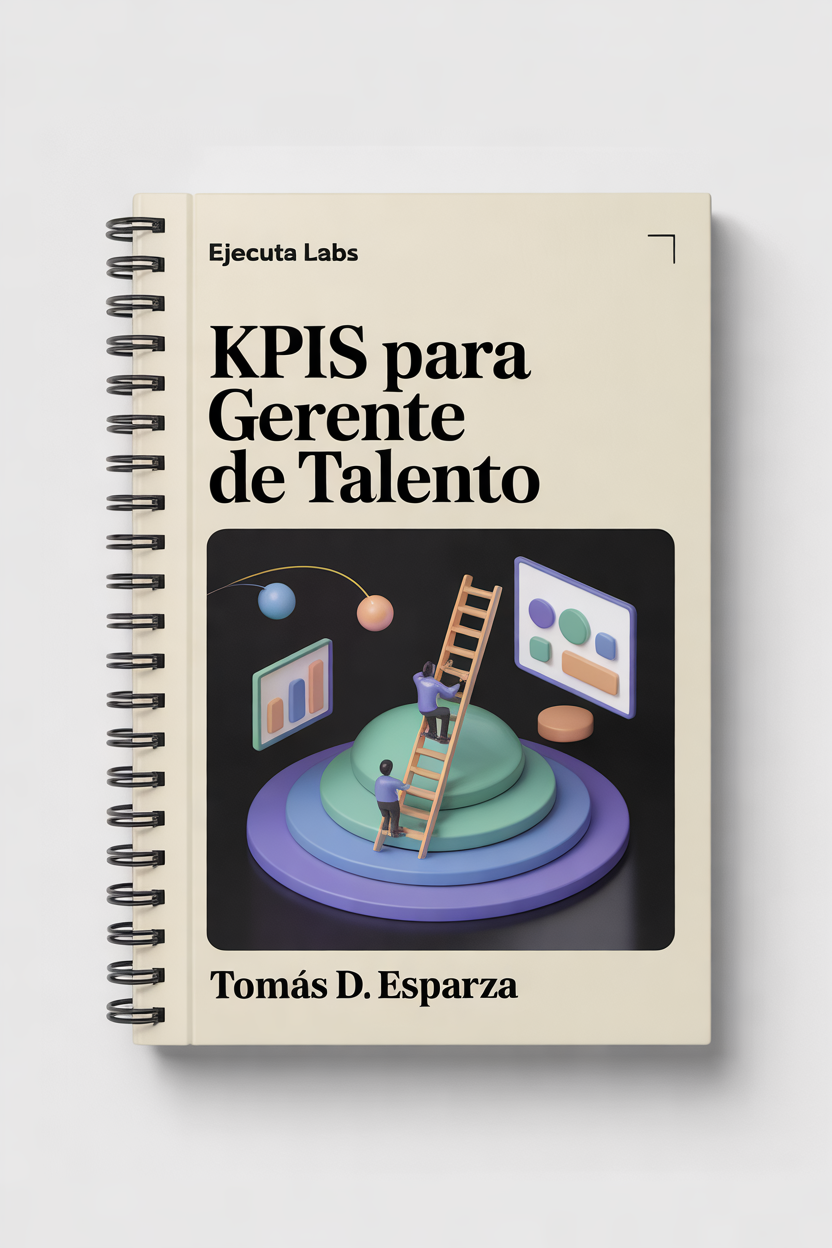 Ejecuta Labs
KPIS para
Gerente
de Talento
Tomás D. Esparza